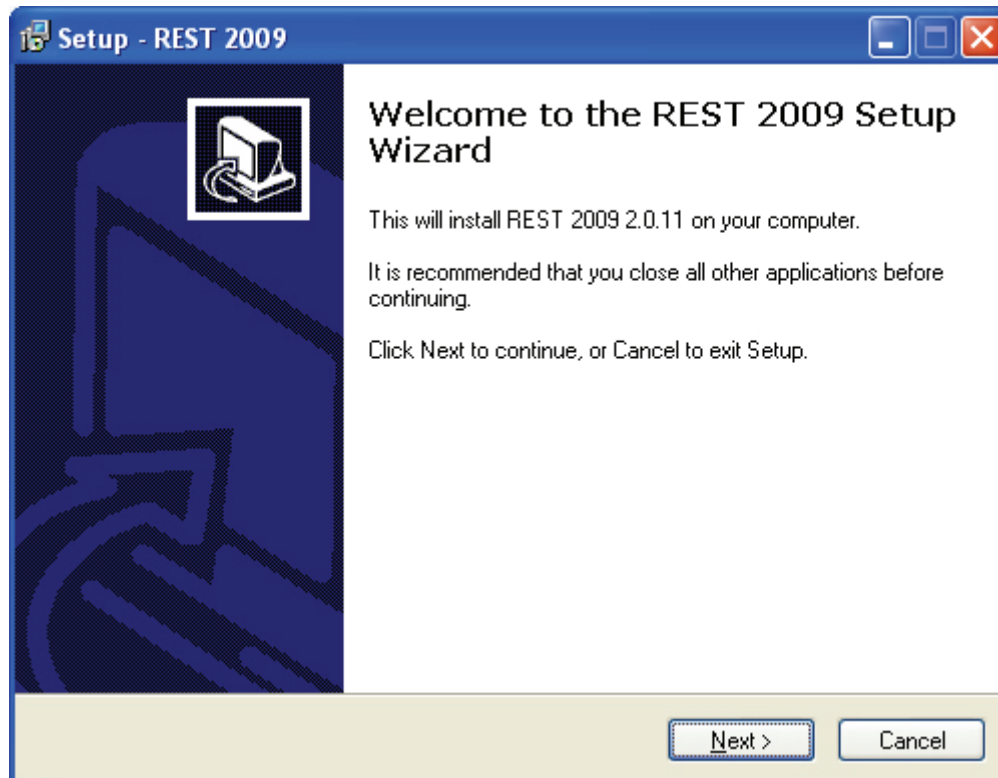 Setup - REST 2009
Welcome to the REST 2009 Setup
Wizard
This will install REST 2009 2.0.11 on your computer.
It is recommended that you close all other applications before
continuing.
Click Next to continue, or Cancel to exit Setup.
Next >
Cancel